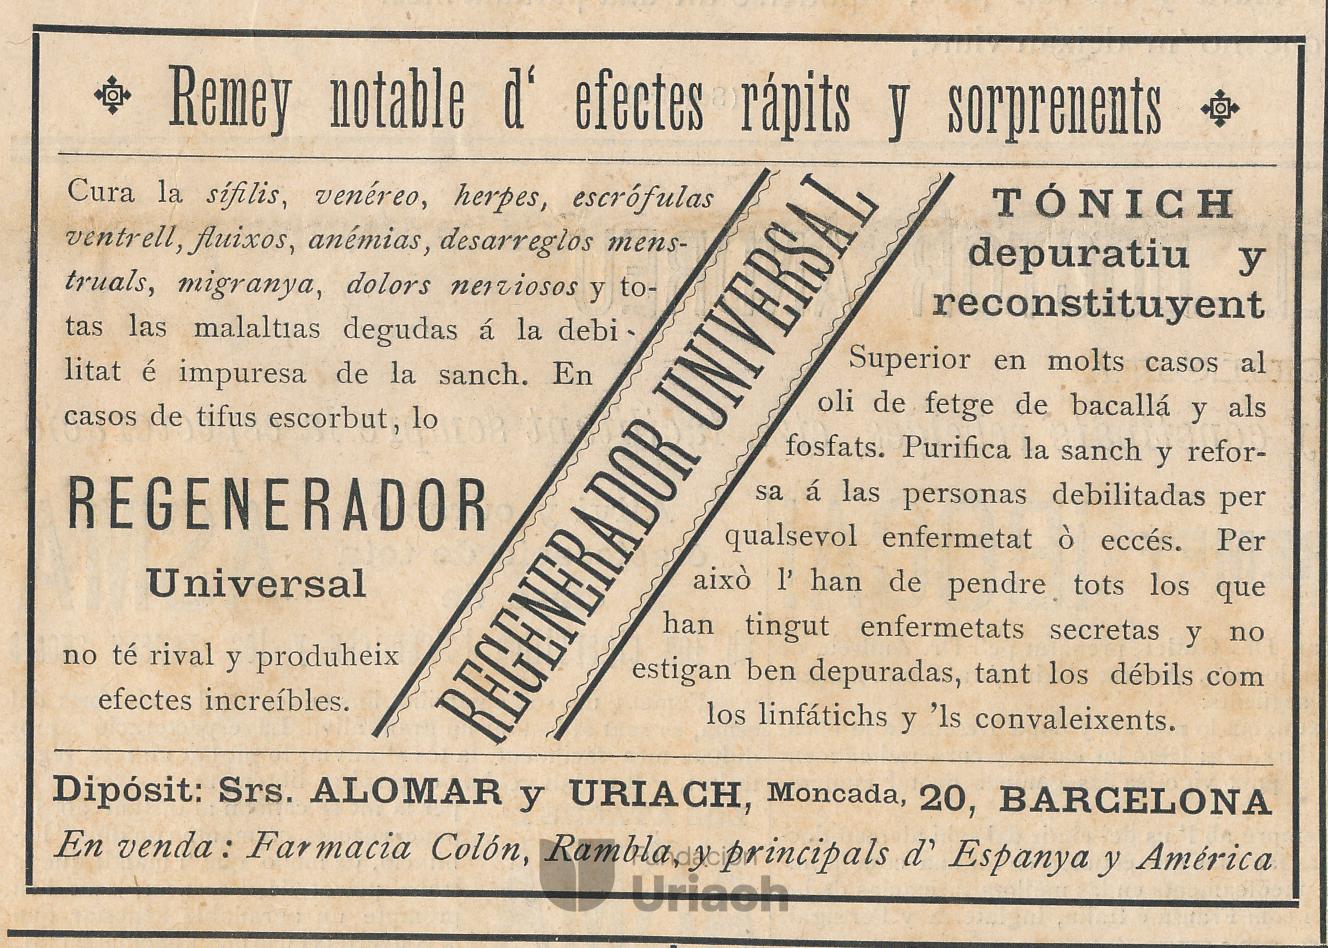 Remey notable d' efectes rápits y sorprenents
Cura la sífilis, venéreo, herpes, escrófulas
ventrell, fluixos, anémias, desarreglos mens-
truals, migranya, dolors nerviosos y to-
tas las malaltias degudas á la debi-
litat é impuresa de la sanch. En
casos de tifus escorbut, lo
REGENERADOR
Universal
no té rival y produheix
efectes increíbles.
REGENERADOR UNIVERSAL
TÓNICH
depuratiu y
reconstituyent
Superior en molts casos al
oli de fetge de bacallá y als
fosfats. Purifica la sanch y refor-
sa á las personas debilitadas per
qualsevol enfermetat ò eccés. Per
això l' han de pendre tots los que
han tingut enfermetats secretas y no
estigan ben depuradas, tant los débils com
los linfátichs y 'ls convaleixents.
Dipósit: Srs. ALOMAR y URIACH, Moncada, 20, BARCELONA
En venda: Farmacia Colón, Rambla, y principals d' Espanya y América
Fundación
Uriach